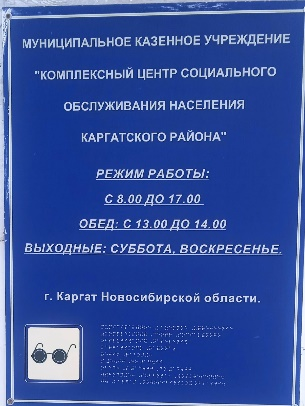 МУНИЦИПАЛЬНОЕ КАЗЕННОЕ УЧРЕЖДЕНИЕ
"КОМПЛЕКСНЫЙ ЦЕНТР СОЦИАЛЬНОГО
ОБСЛУЖИВАНИЯ НАСЕЛЕНИЯ
КАРГАТСКОГО РАЙОНА"
РЕЖИМ РАБОТЫ:
С 8.00 ДО 17.00
ОБЕД: С 13.00 ДО 14.00
ВЫХОДНЫЕ: СУББОТА, ВОСКРЕСЕНЬЕ.
г. Каргат Новосибирской области.